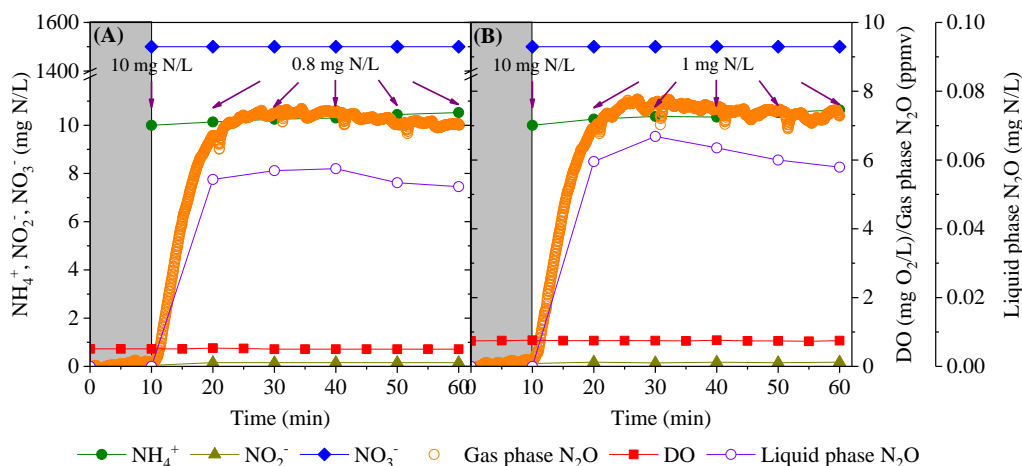 (A)
(B)
10 mg N/L
0.8 mg N/L
10 mg N/L
1 mg N/L
1600
1400
10
8
6
4
2
0
NH₄⁺, NO₂⁻, NO₃⁻ (mg N/L)
0 10 20 30 40 50 60
Time (min)
0 10 20 30 40 50 60
Time (min)
10
8
6
4
2
0
DO (mg O₂/L)/Gas phase N₂O (ppmv)
0.10
0.08
0.06
0.04
0.02
0.00
Liquid phase N₂O (mg N/L)
NH₄⁺ NO₂⁻ NO₃⁻ Gas phase N₂O DO Liquid phase N₂O